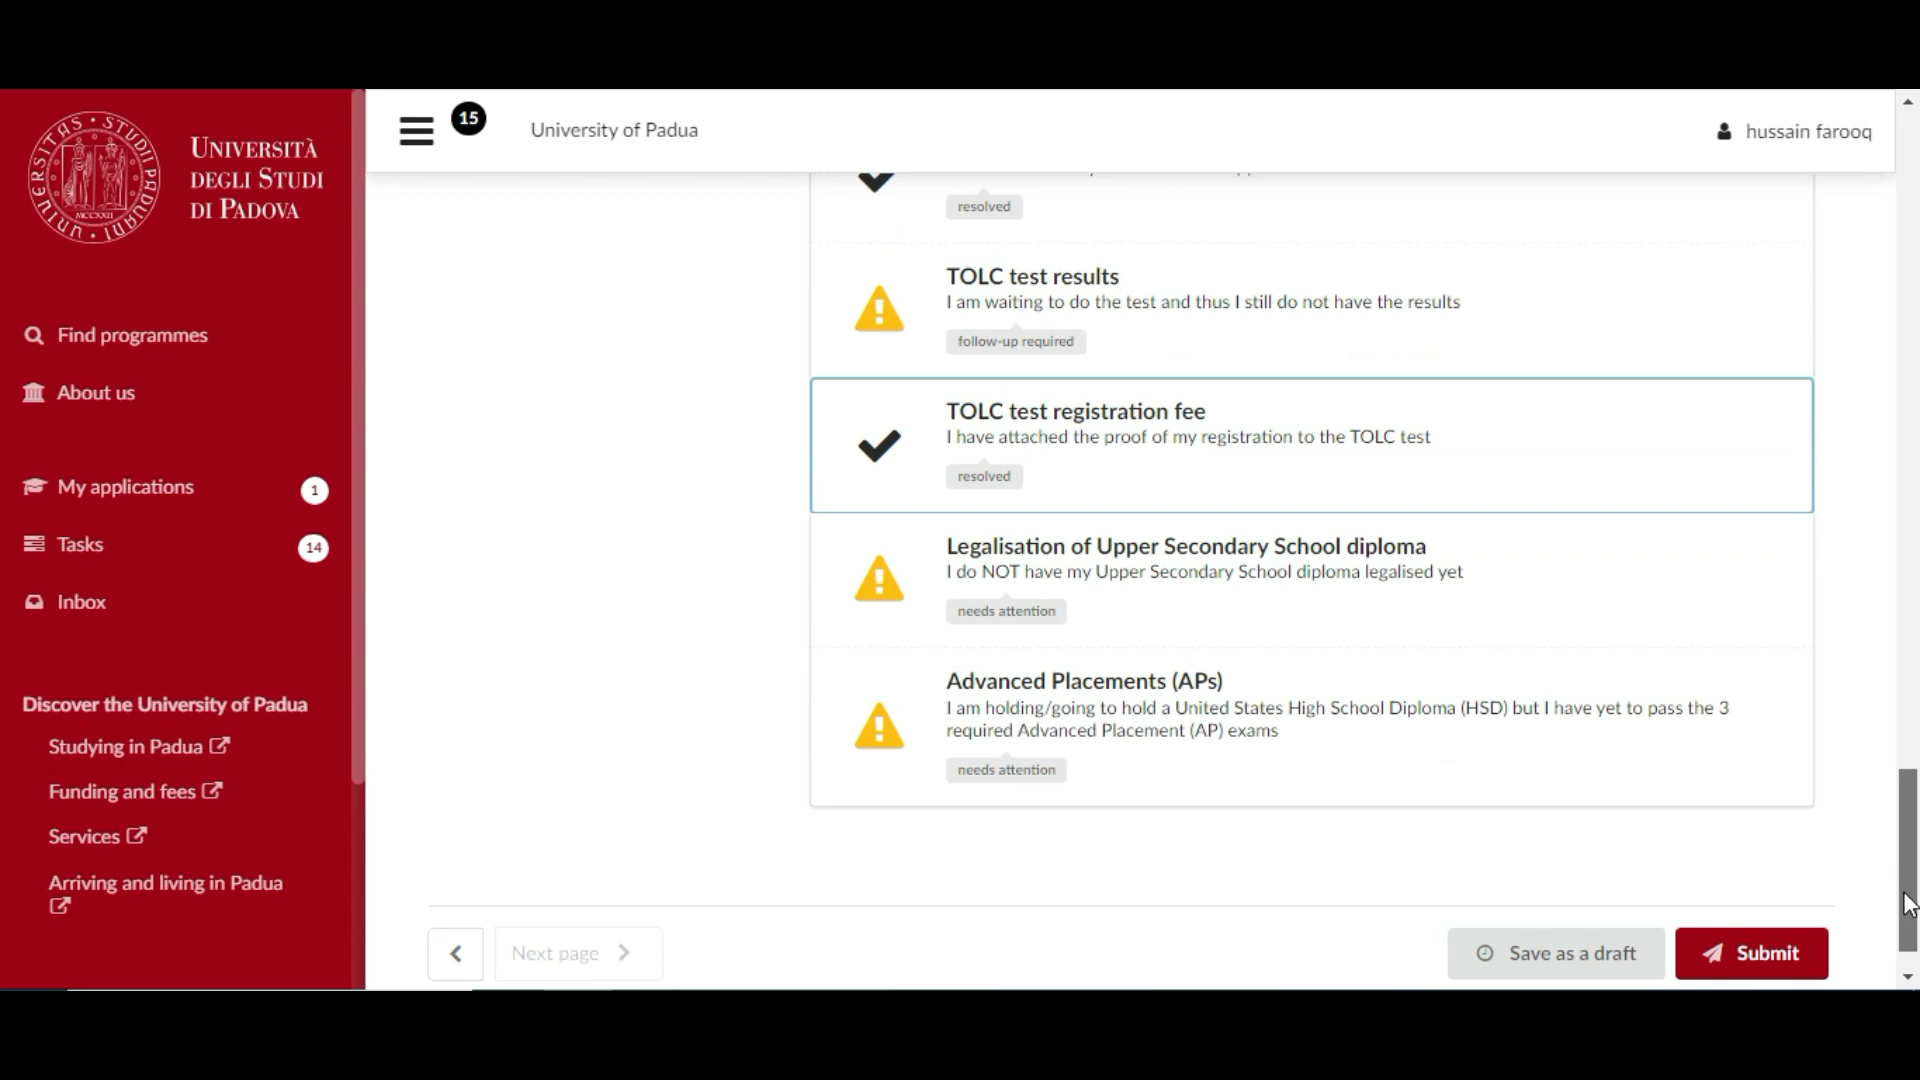 UNIVERSITAS STUDII PADUANI
MCCXXII
UNIVERSITÀ
DEGLI STUDI
DI PADOVA
15
University of Padua
hussain farooq
Find programmes
About us
My applications
1
Tasks
14
Inbox
Discover the University of Padua
Studying in Padua
Funding and fees
Services
Arriving and living in Padua
resolved
TOLC test results
I am waiting to do the test and thus I still do not have the results
follow-up required
TOLC test registration fee
I have attached the proof of my registration to the TOLC test
resolved
Legalisation of Upper Secondary School diploma
I do NOT have my Upper Secondary School diploma legalised yet
needs attention
Advanced Placements (APs)
I am holding/going to hold a United States High School Diploma (HSD) but I have yet to pass the 3
required Advanced Placement (AP) exams
needs attention
Next page
Save as a draft
Submit